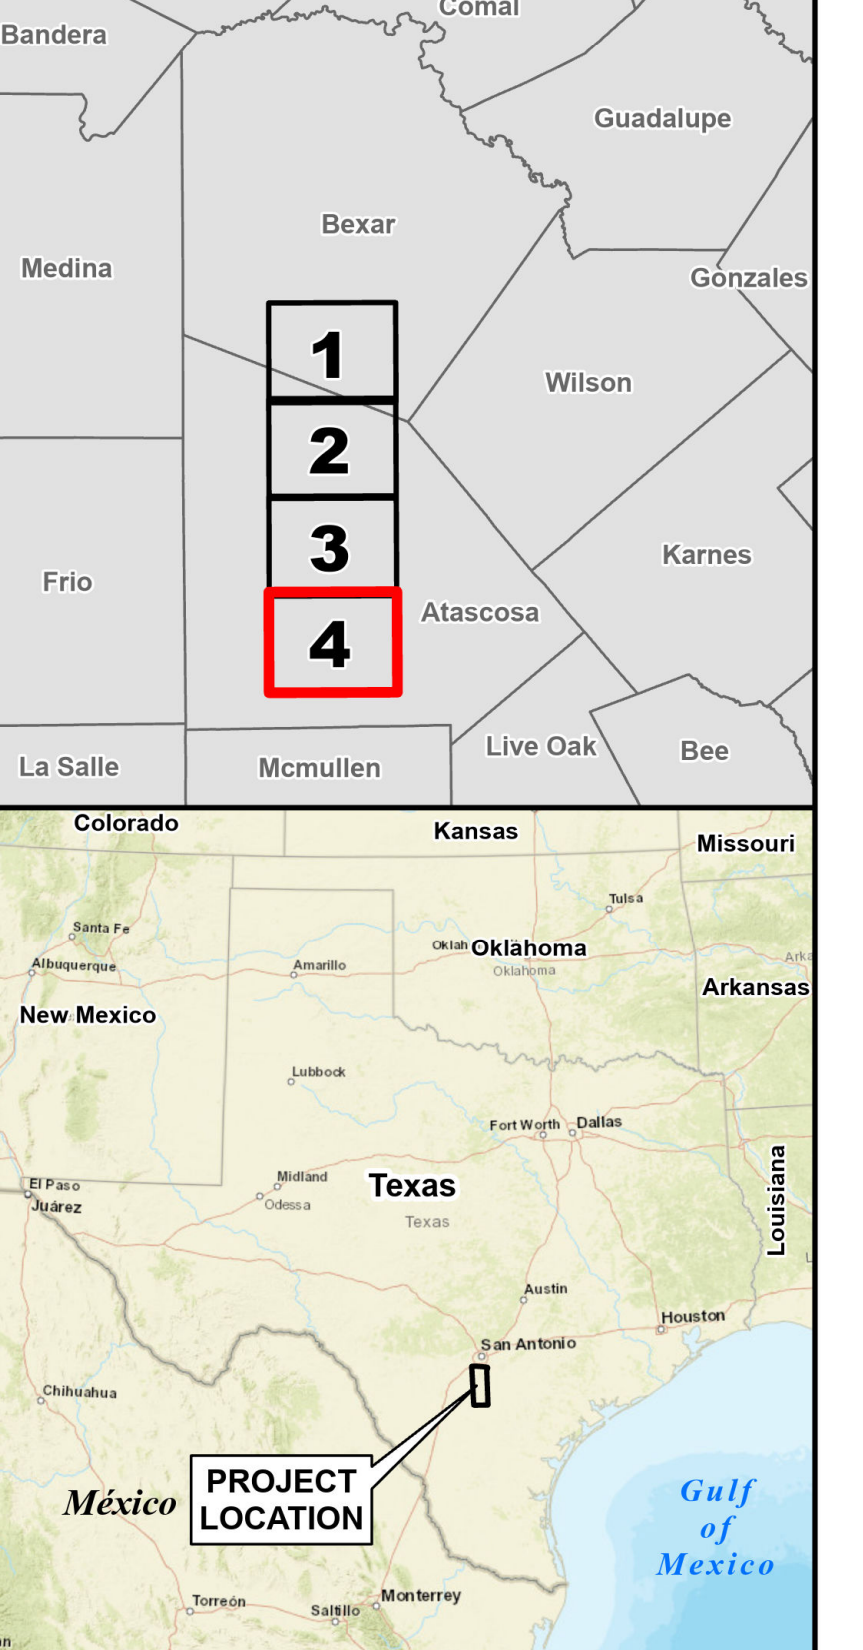 Comal
Bandera
Guadalupe
Bexar
Medina
Gonzales
1
Wilson
2
3
Karnes
Frio
Atascosa
4
Live Oak
Bee
La Salle
Mcmullen
Colorado
Kansas
Missouri
Tulsa
Santa Fe
Oklah
Oklahoma
Arka
Albuquerque
Amarillo
Oklahoma
Arkansas
New Mexico
Lubbock
Fort Worth
Dallas
Louisiana
Midland
El Paso
Texas
Juárez
Odessa
Texas
L
Austin
Houston
San Antonio
Chihuahua
PROJECT
LOCATION
México
Gulf
of
Mexico
Torreón
Monterrey
Saltillo